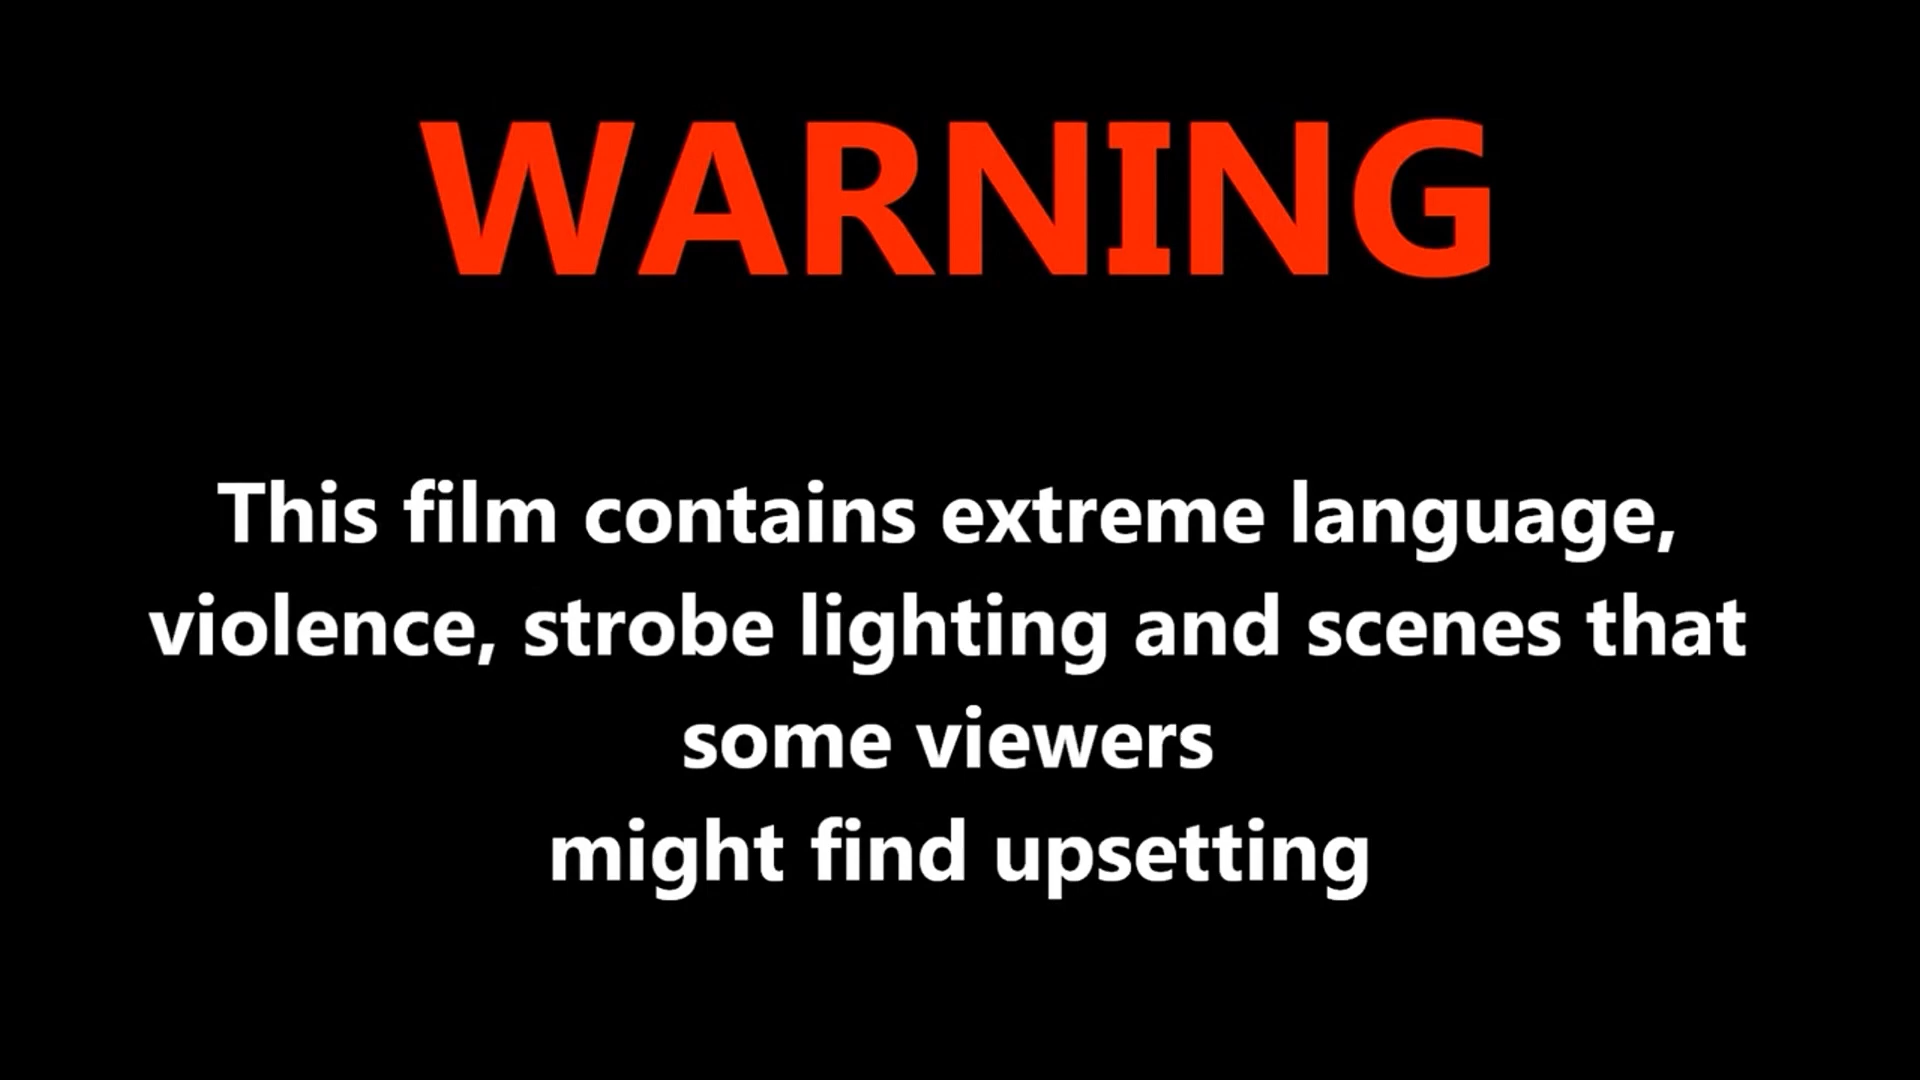 WARNING
This film contains extreme language,
violence, strobe lighting and scenes that
some viewers
might find upsetting